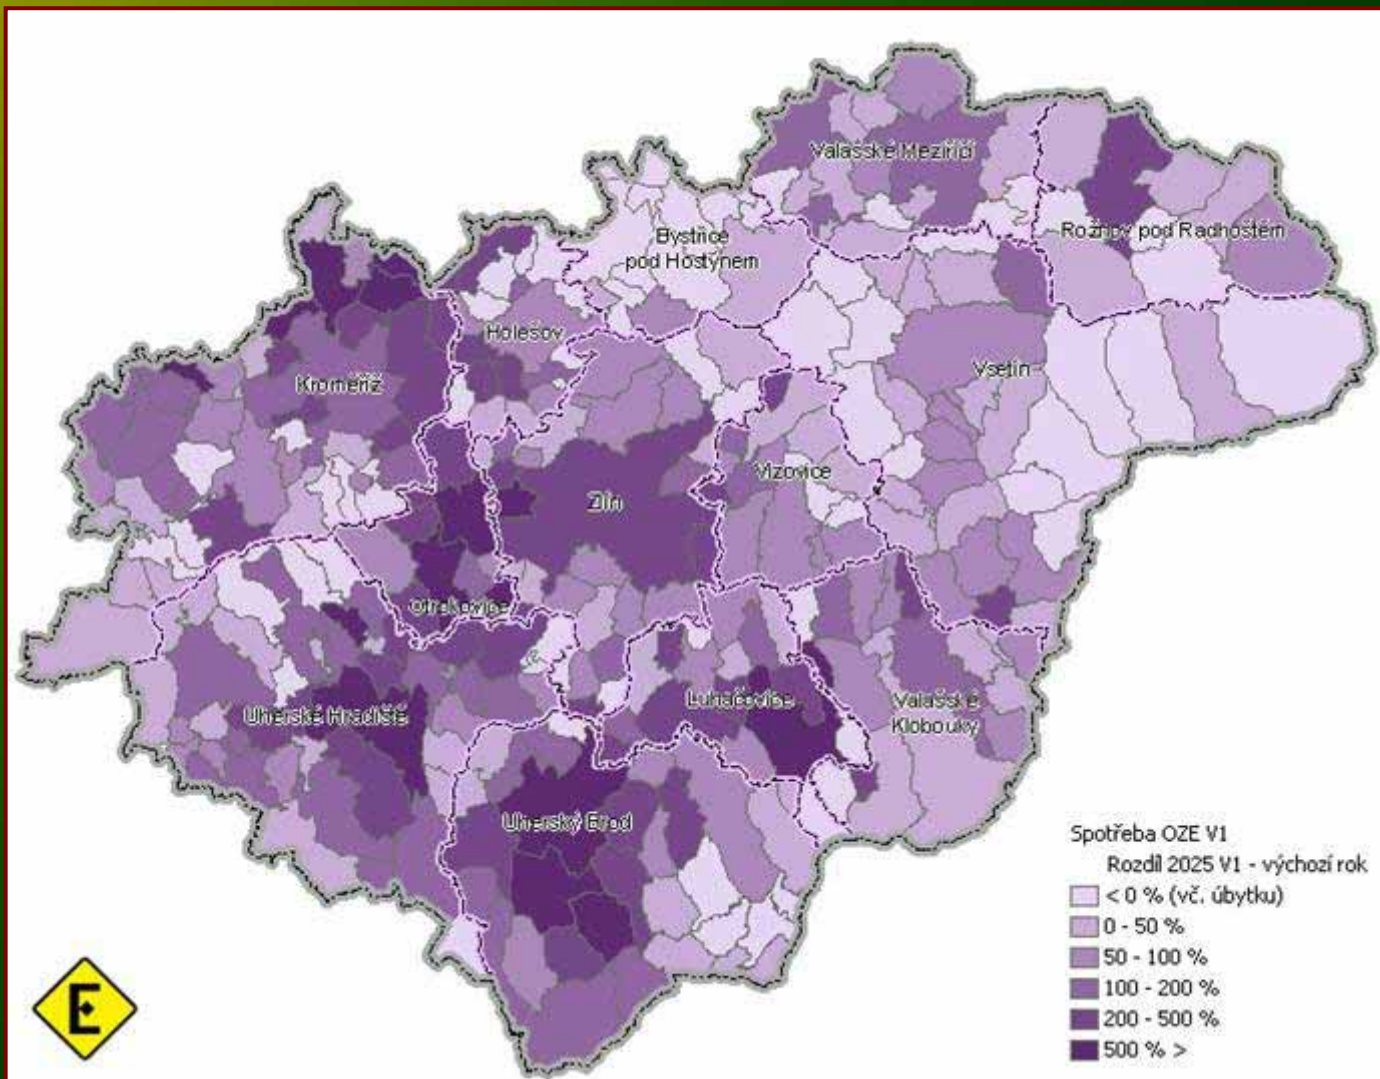 Valašské Meziříčí
Rožnov pod Radhoštěm
Bystřice
pod Hostýnem
Holešov
Kroměříž
Vsetín
Vizovice
Zlín
Otrokovice
Luhačovice
Valašské
Klobouky
Uherské Hradiště
Uherský Brod
Spotřeba OZE V1
Rozdíl 2025 V1 - výchozí rok
< 0 % (vč. úbytku)
0 - 50 %
50 - 100 %
100 - 200 %
200 - 500 %
500 % >
E